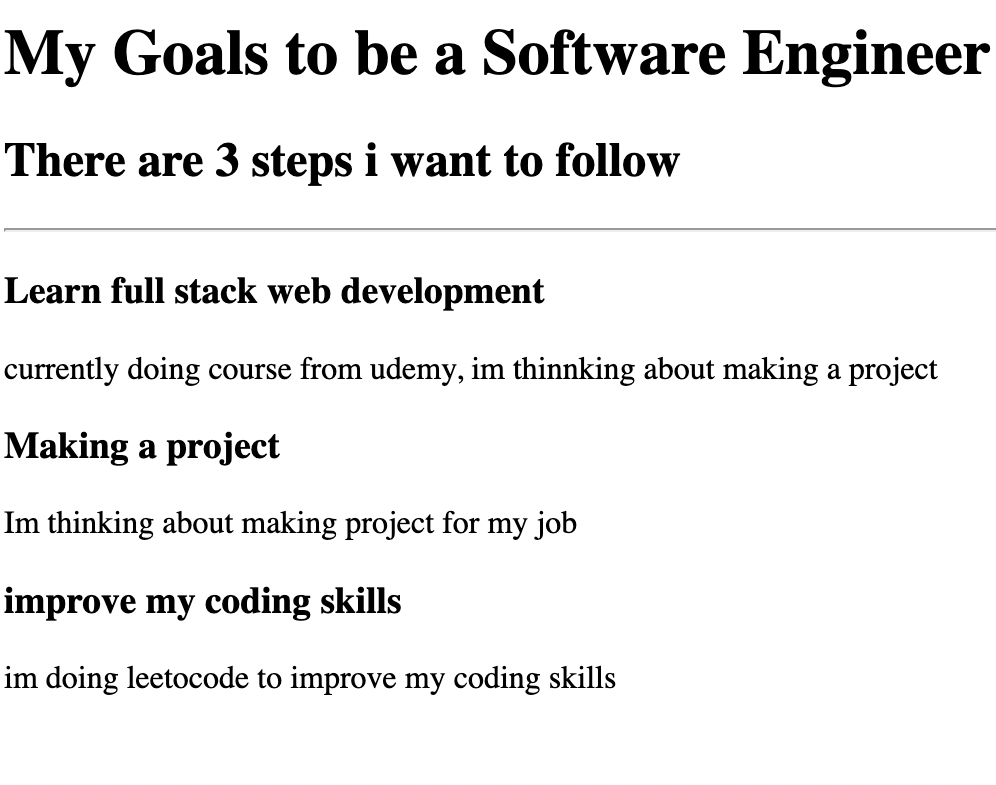 My Goals to be a Software Engineer
There are 3 steps i want to follow
Learn full stack web development
currently doing course from udemy, im thinnking about making a project
Making a project
Im thinking about making project for my job
improve my coding skills
im doing leetocode to improve my coding skills